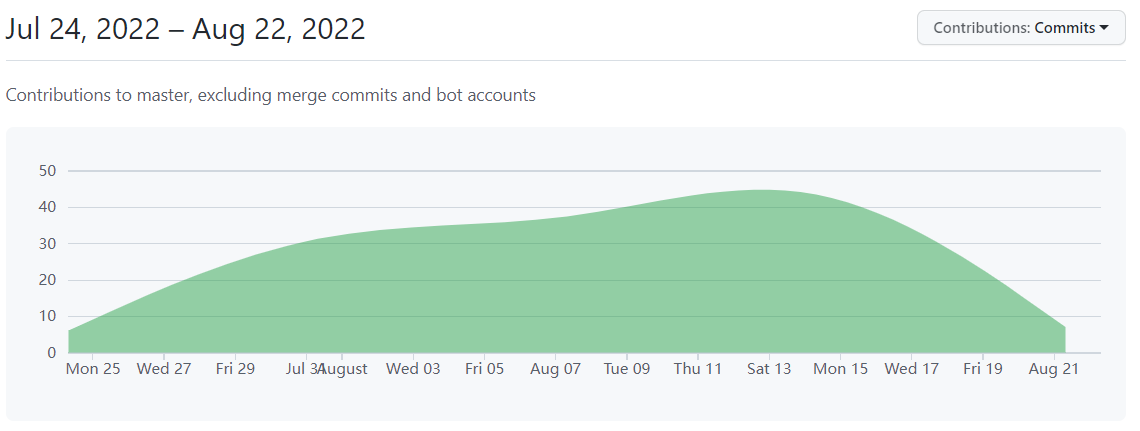 Jul 24, 2022 – Aug 22, 2022
Contributions: Commits
Contributions to master, excluding merge commits and bot accounts
50
40
30
20
10
0
Mon 25 Wed 27 Fri 29 Jul 31 August Wed 03 Fri 05 Aug 07 Tue 09 Thu 11 Sat 13 Mon 15 Wed 17 Fri 19 Aug 21